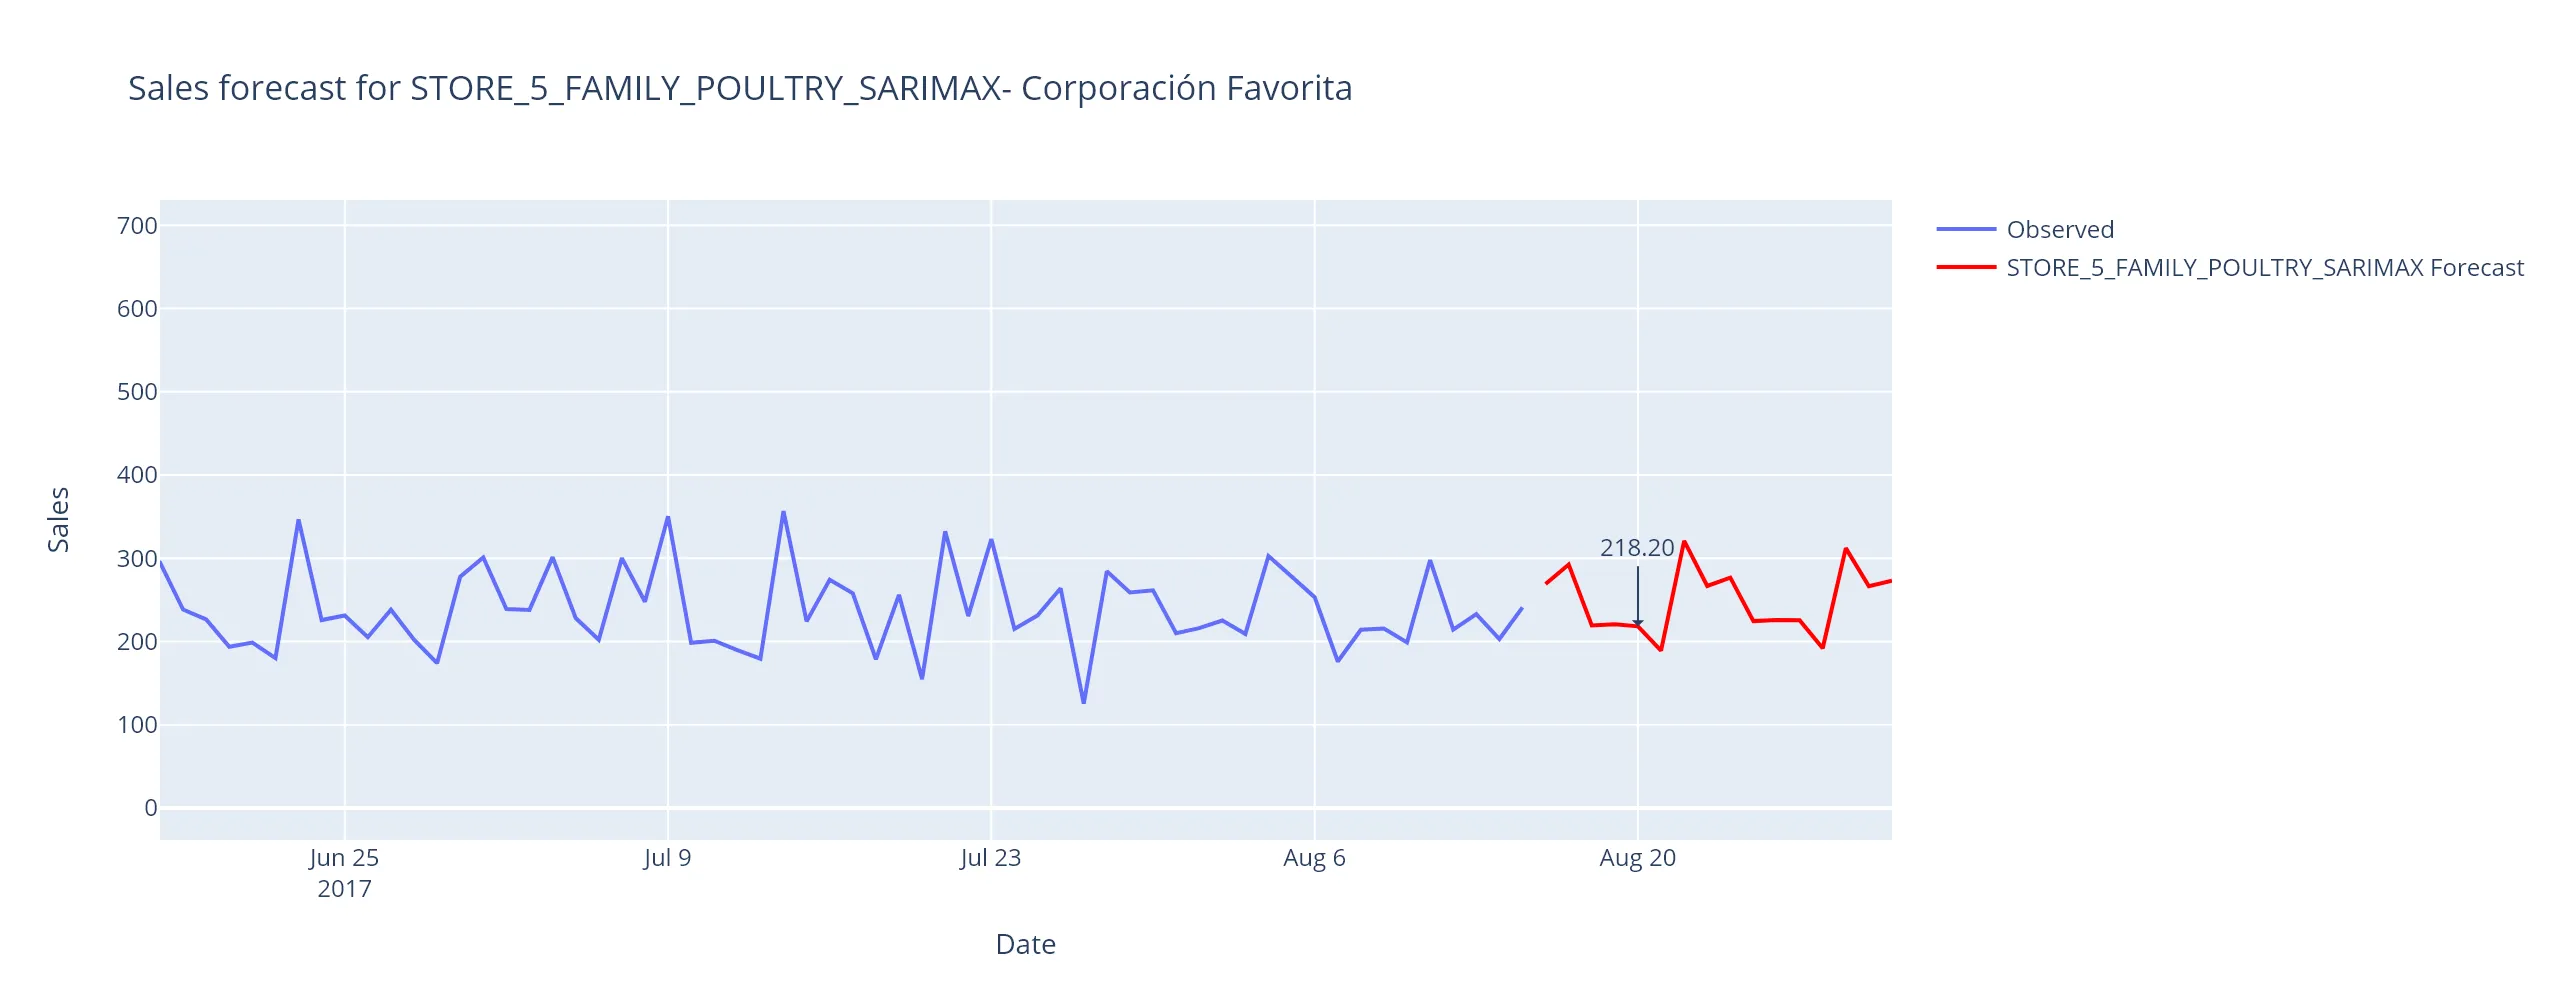 Sales forecast for STORE_5_FAMILY_POULTRY_SARIMAX- Corporación Favorita
Observed
STORE_5_FAMILY_POULTRY_SARIMAX Forecast
700
600
500
400
300
200
100
0
Sales
218.20
Jun 25
2017
Jul 9
Jul 23
Aug 6
Aug 20
Date